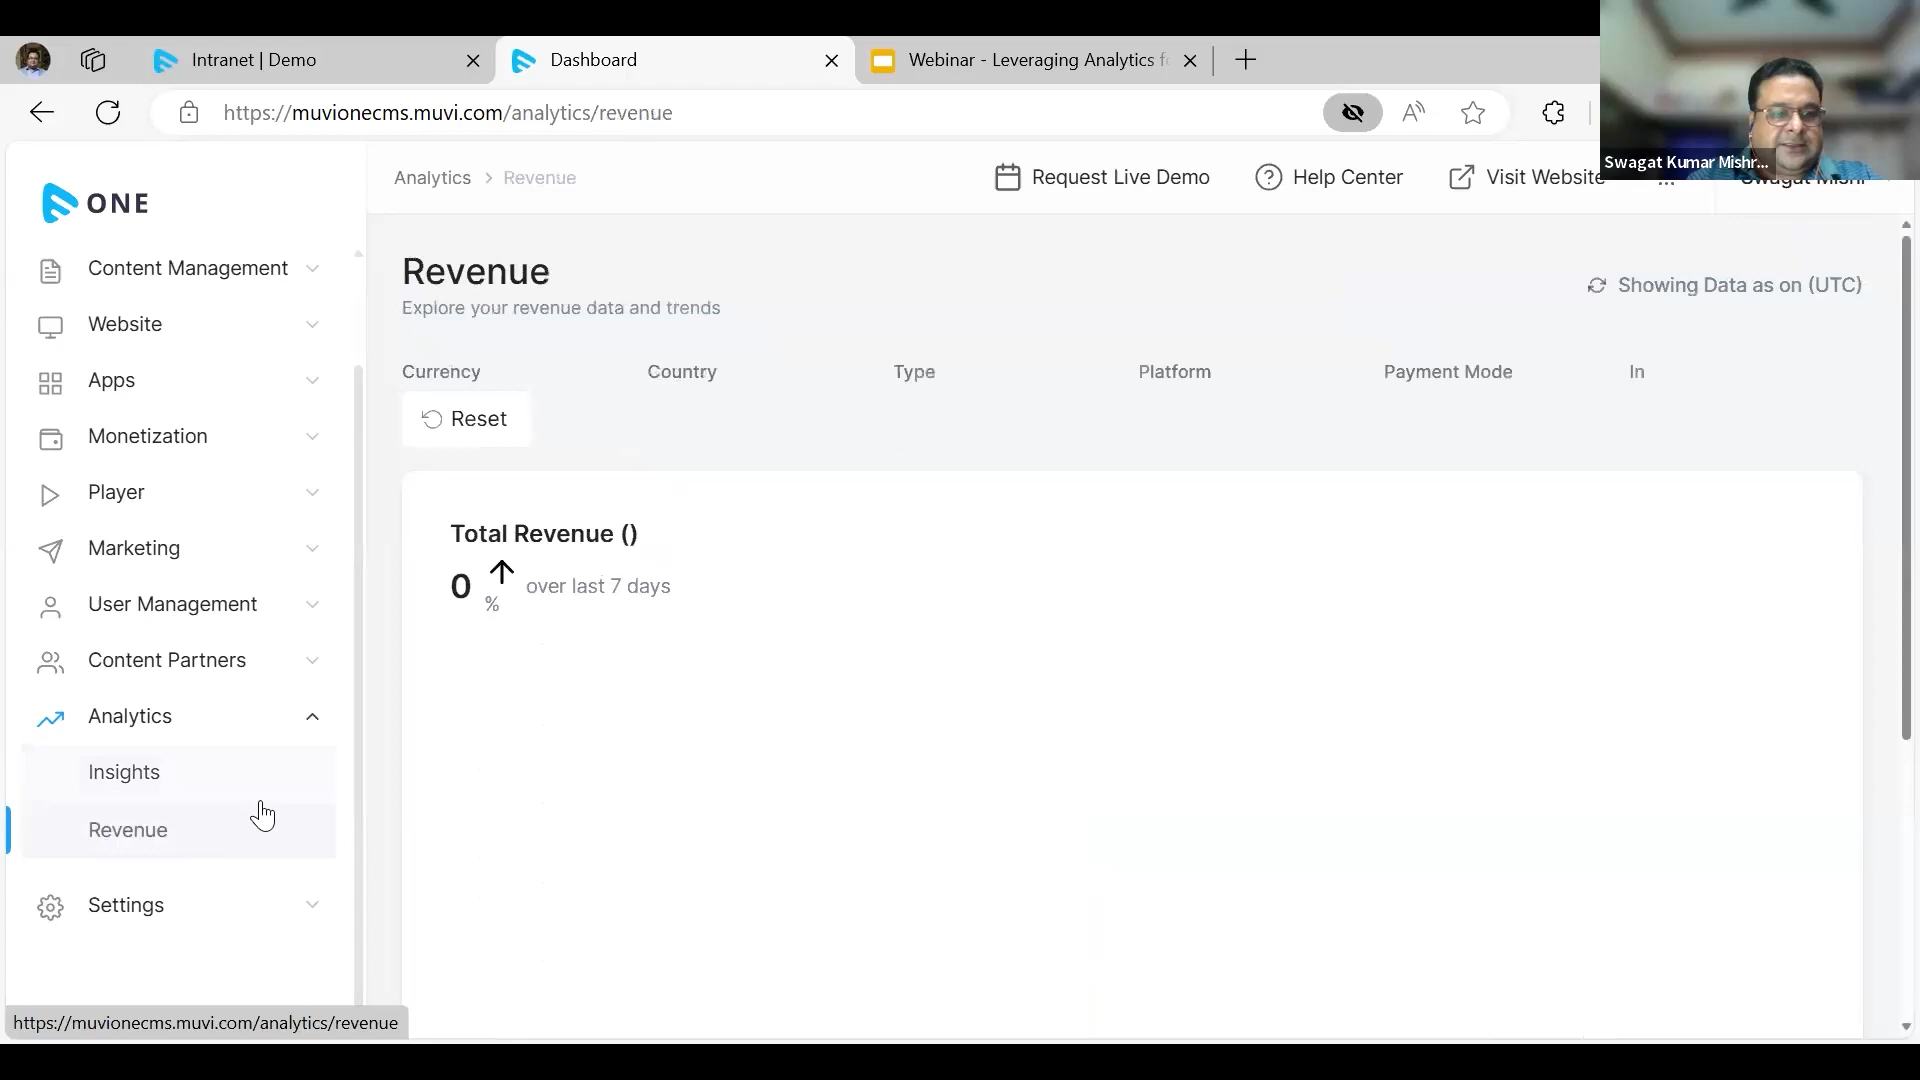 Intranet | Demo
Dashboard
Webinar - Leveraging Analytics f
https://muvionecms.muvi.com/analytics/revenue
Swagat Kumar Mishr...
ONE
Analytics > Revenue
Request Live Demo
Help Center
Visit Website
Content Management
Website
Apps
Monetization
Player
Marketing
User Management
Content Partners
Analytics
Insights
Revenue
Settings
Revenue
Explore your revenue data and trends
Showing Data as on (UTC)
Currency
Country
Type
Platform
Payment Mode
In
Reset
Total Revenue ()
0 % over last 7 days
https://muvionecms.muvi.com/analytics/revenue